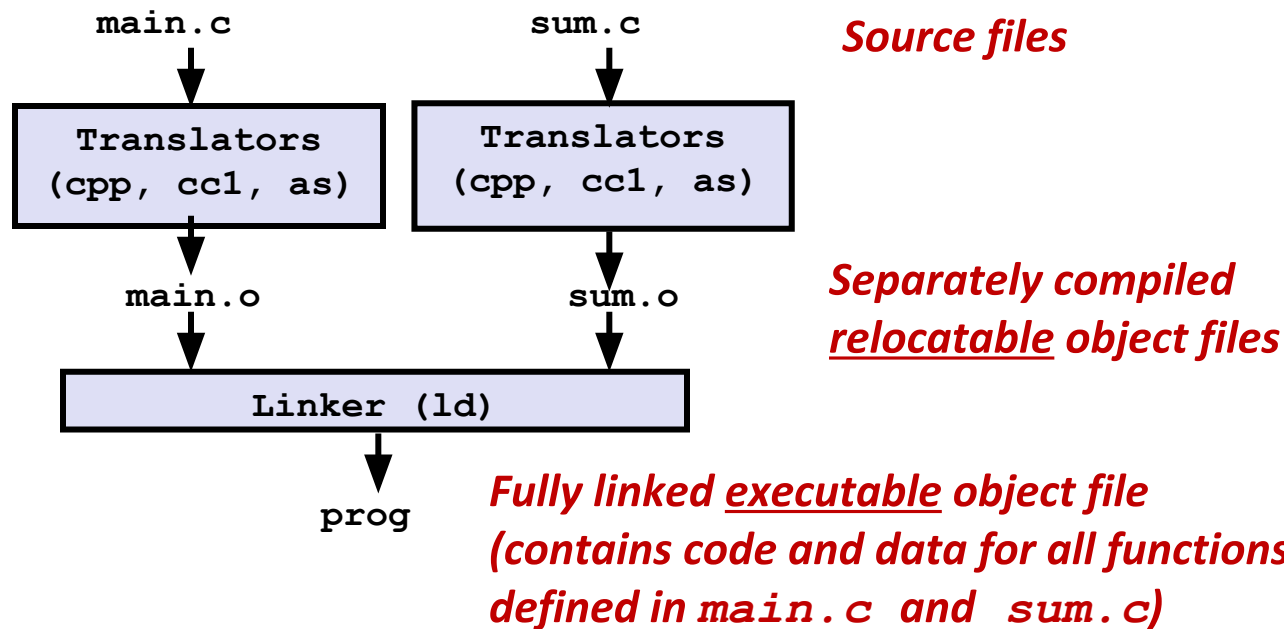 main.c
sum.c
Source files
Translators
(cpp, cc1, as)
Translators
(cpp, cc1, as)
main.o
sum.o
Separately compiled
relocatable object files
Linker (ld)
prog
Fully linked executable object file
(contains code and data for all functions
defined in main.c and sum.c)